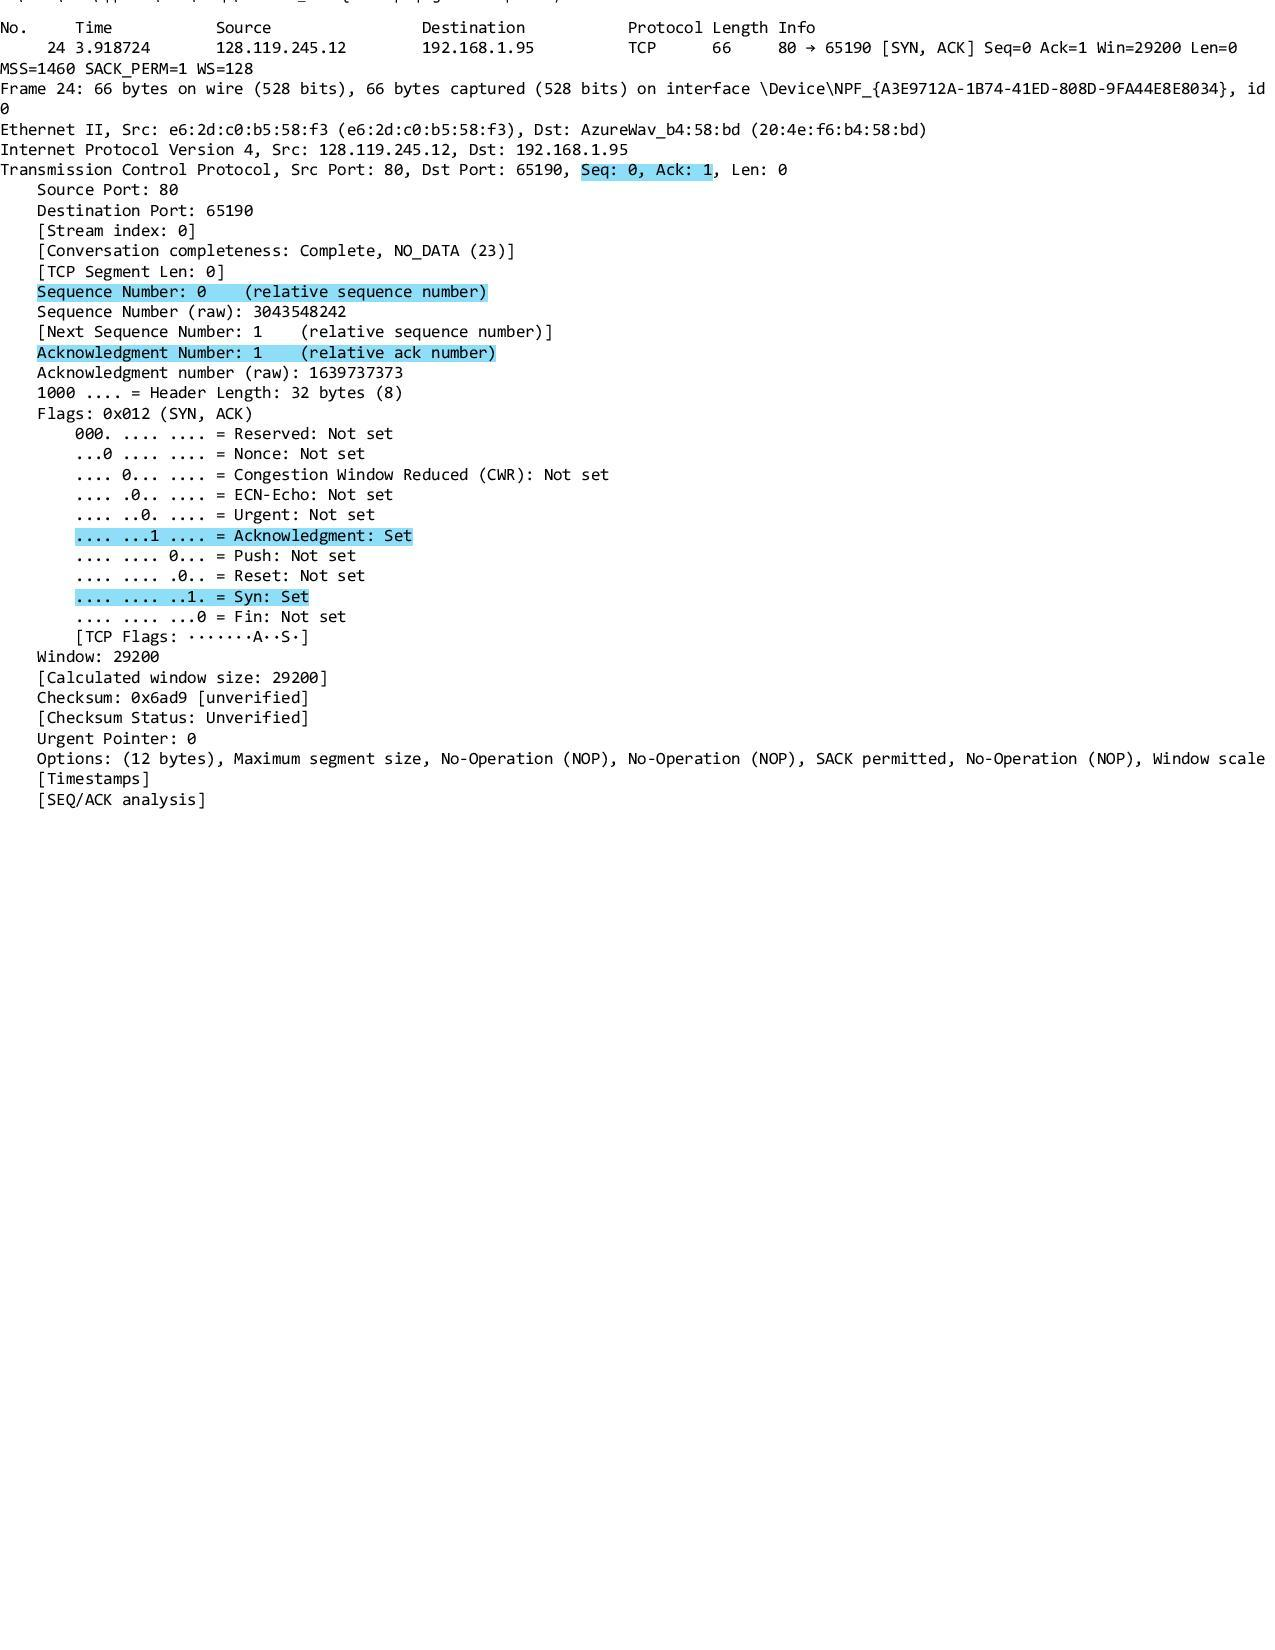 No.     Time           Source                Destination           Protocol Length Info
     24 3.918724       128.119.245.12        192.168.1.95          TCP      66     80 → 65190 [SYN, ACK] Seq=0 Ack=1 Win=29200 Len=0
MSS=1460 SACK_PERM=1 WS=128
Frame 24: 66 bytes on wire (528 bits), 66 bytes captured (528 bits) on interface \Device\NPF_{A3E9712A-1B74-41ED-808D-9FA44E8E8034}, id
0
Ethernet II, Src: e6:2d:c0:b5:58:f3 (e6:2d:c0:b5:58:f3), Dst: AzureWav_b4:58:bd (20:4e:f6:b4:58:bd)
Internet Protocol Version 4, Src: 128.119.245.12, Dst: 192.168.1.95
Transmission Control Protocol, Src Port: 80, Dst Port: 65190, Seq: 0, Ack: 1, Len: 0
    Source Port: 80
    Destination Port: 65190
    [Stream index: 0]
    [Conversation completeness: Complete, NO_DATA (23)]
    [TCP Segment Len: 0]
    Sequence Number: 0    (relative sequence number)
    Sequence Number (raw): 3043548242
    [Next Sequence Number: 1    (relative sequence number)]
    Acknowledgment Number: 1    (relative ack number)
    Acknowledgment number (raw): 1639737373
    1000 .... = Header Length: 32 bytes (8)
    Flags: 0x012 (SYN, ACK)
        000. .... .... = Reserved: Not set
        ...0 .... .... = Nonce: Not set
        .... 0... .... = Congestion Window Reduced (CWR): Not set
        .... .0.. .... = ECN-Echo: Not set
        .... ..0. .... = Urgent: Not set
        .... ...1 .... = Acknowledgment: Set
        .... .... 0... = Push: Not set
        .... .... .0.. = Reset: Not set
        .... .... ..1. = Syn: Set
        .... .... ...0 = Fin: Not set
        [TCP Flags: ·······A··S·]
    Window: 29200
    [Calculated window size: 29200]
    Checksum: 0x6ad9 [unverified]
    [Checksum Status: Unverified]
    Urgent Pointer: 0
    Options: (12 bytes), Maximum segment size, No-Operation (NOP), No-Operation (NOP), SACK permitted, No-Operation (NOP), Window scale
    [Timestamps]
    [SEQ/ACK analysis]